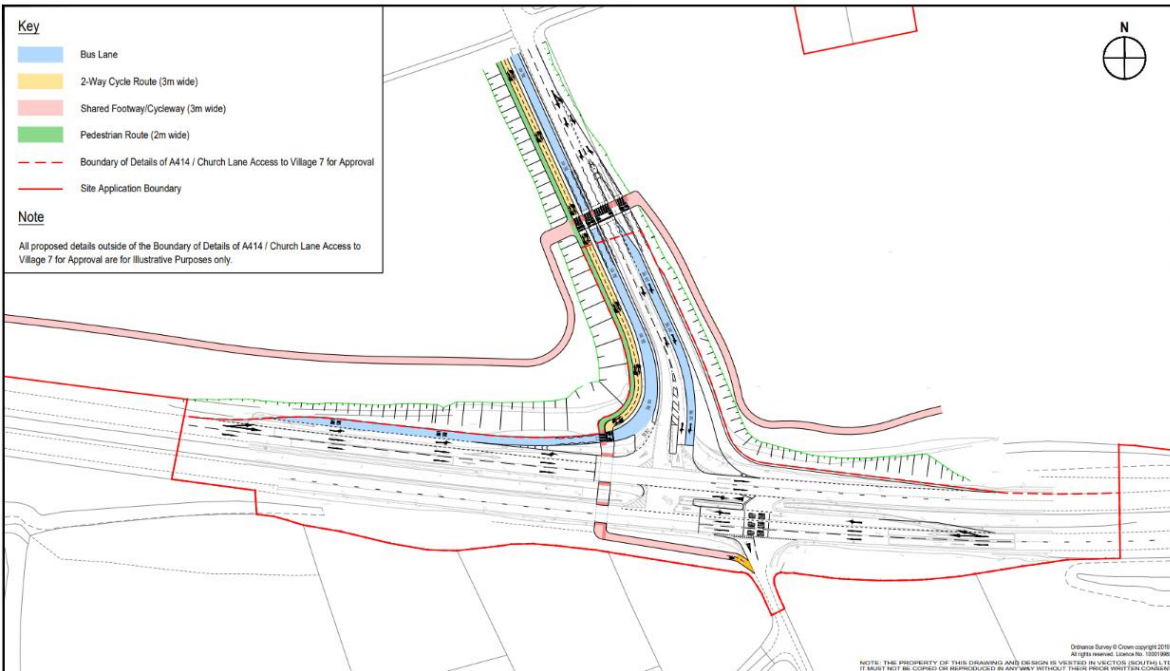 Key
Bus Lane
2-Way Cycle Route (3m wide)
Shared Footway/Cycleway (3m wide)
Pedestrian Route (2m wide)
Boundary of Details of A414 / Church Lane Access to Village 7 for Approval
Site Application Boundary
Note
All proposed details outside of the Boundary of Details of A414 / Church Lane Access to
Village 7 for Approval are for Illustrative Purposes only.
N
Ordnance Survey © Crown copyright
All rights reserved. Licence No.
NOTE: THE PROPERTY OF THIS DRAWING AND DESIGN IS VESTED IN VECTOS (SOUTH)
IT MUST NOT BE COPIED OR REPRODUCED IN ANY WAY WITHOUT THEIR PRIOR WRITTEN CONSENT